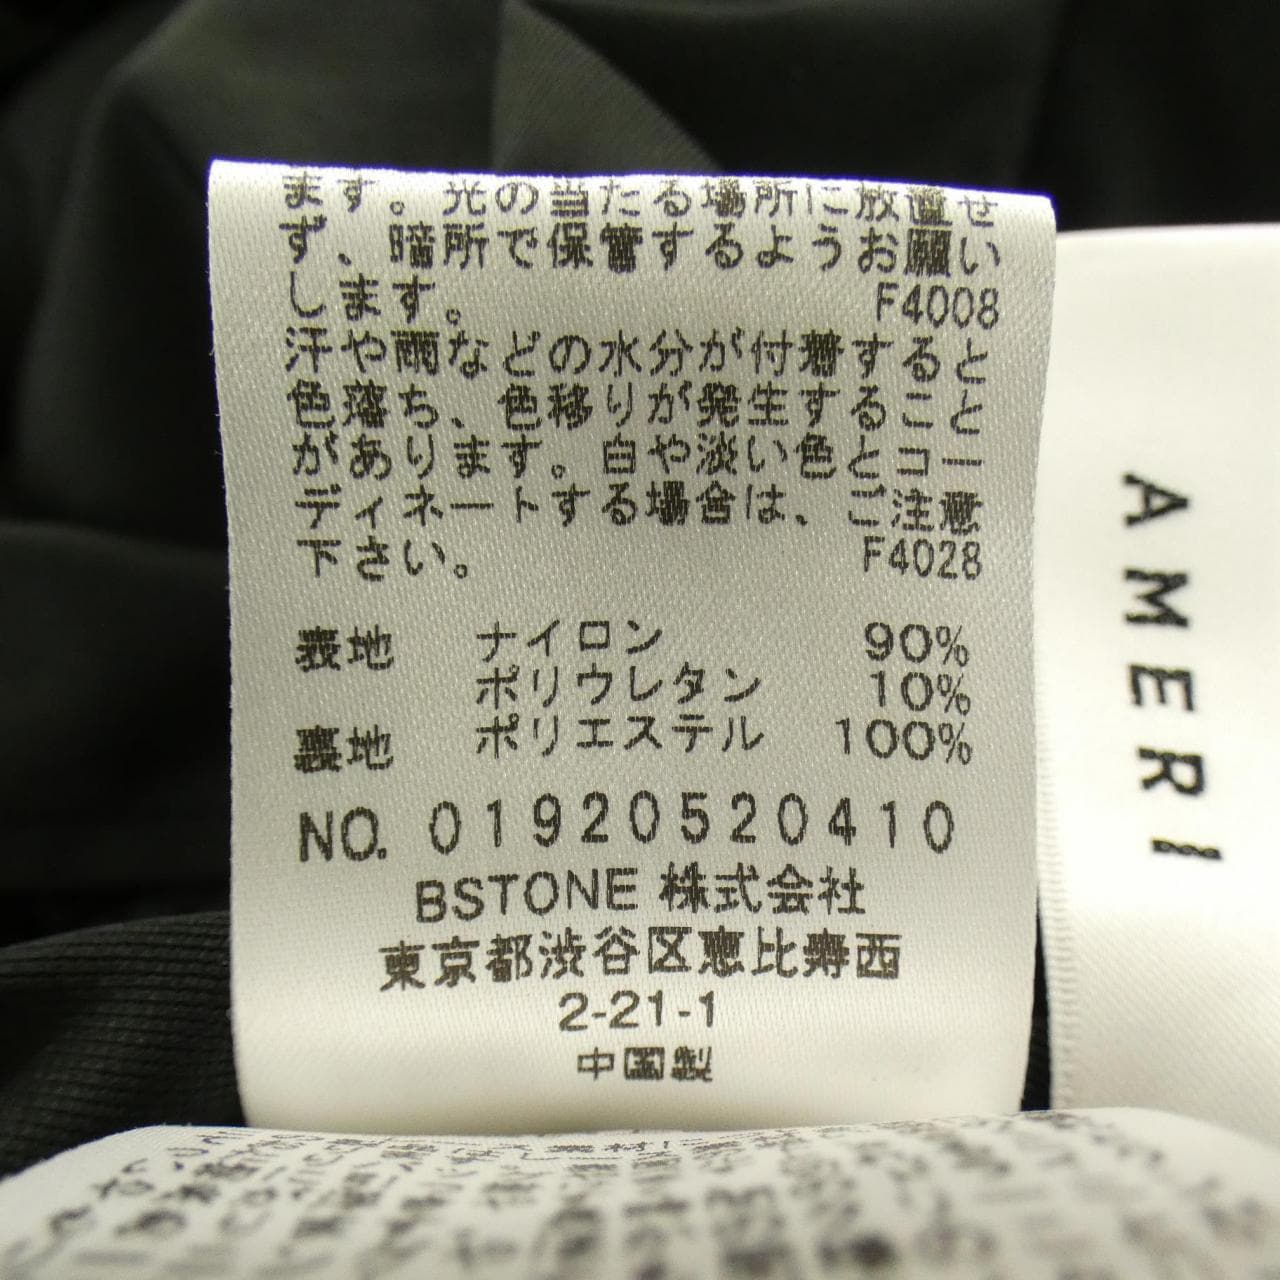 ます。光の当たる場所に放置せ
ず、暗所で保管するようお願い
します。 F4008
汗や雨などの水分が付着すると
色落ち、色移りが発生すること
があります。白や淡い色とコー
ディネートする場合は、ご注意
下さい。 F4028
表地 ナイロン 90%
ポリウレタン 10%
裏地 ポリエステル 100%
NO. 01920520410
BSTONE 株式会社
東京都渋谷区恵比寿西
2-21-1
中国製
AMERI